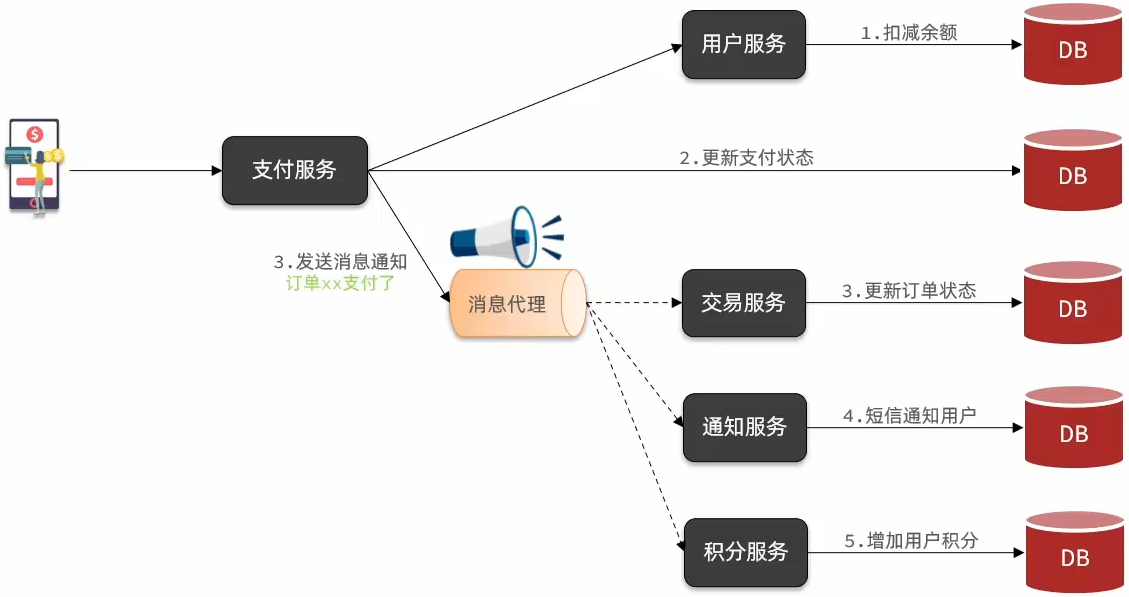 用户服务
1.扣减余额
DB
支付服务
2.更新支付状态
DB
3.发送消息通知
订单xx支付了
消息代理
交易服务
3.更新订单状态
DB
通知服务
4.短信通知用户
DB
积分服务
5.增加用户积分
DB
$